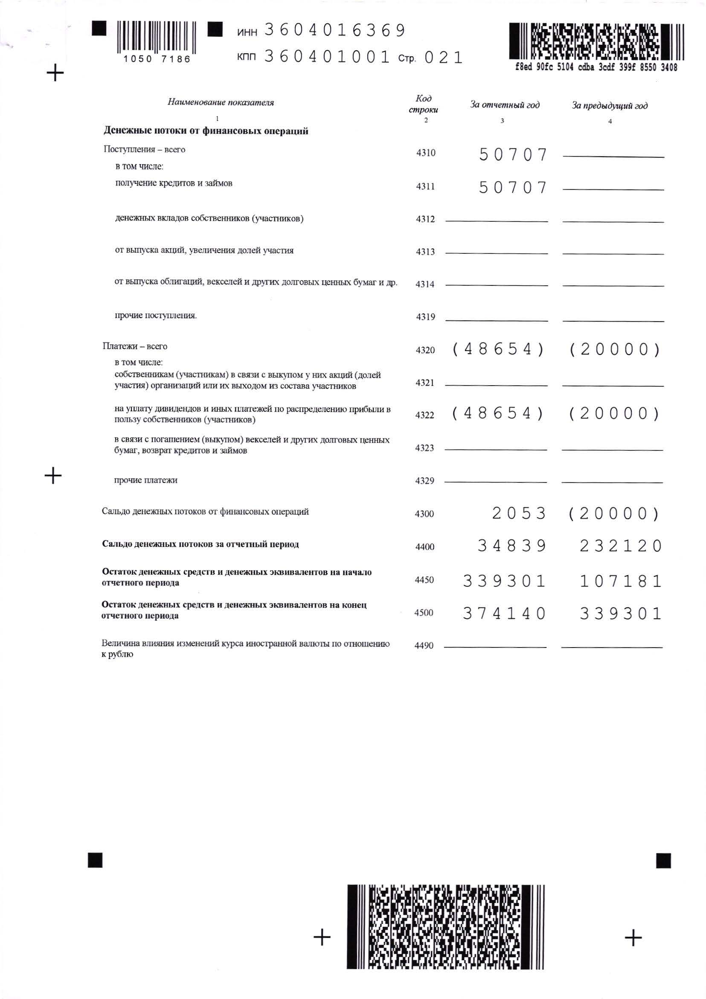 ИНН 3604016369
1050 7186
КПП 360401001 Стр. 021
f8ed 90fc 5104 cdba 3cdf 399f 8550 3408
Наименование показателя
Код
строки
За отчетный год
За предыдущий год
1
2
3
4
Денежные потоки от финансовых операций
Поступления – всего 4310 50707
в том числе:
получение кредитов и займов 4311 50707
денежных вкладов собственников (участников) 4312
от выпуска акций, увеличения долей участия 4313
от выпуска облигаций, векселей и других долговых ценных бумаг и др. 4314
прочие поступления. 4319
Платежи – всего 4320 (48654) (20000)
в том числе:
собственникам (участникам) в связи с выкупом у них акций (долей
участия) организаций или их выходом из состава участников 4321
на уплату дивидендов и иных платежей по распределению прибыли в
пользу собственников (участников) 4322 (48654) (20000)
в связи с погашением (выкупом) векселей и других долговых ценных
бумаг, возврат кредитов и займов 4323
прочие платежи 4329
Сальдо денежных потоков от финансовых операций 4300 2053 (20000)
Сальдо денежных потоков за отчетный период 4400 34839 232120
Остаток денежных средств и денежных эквивалентов на начало
отчетного периода 4450 339301 107181
Остаток денежных средств и денежных эквивалентов на конец
отчетного периода 4500 374140 339301
Величина влияния изменений курса иностранной валюты по отношению
к рублю 4490